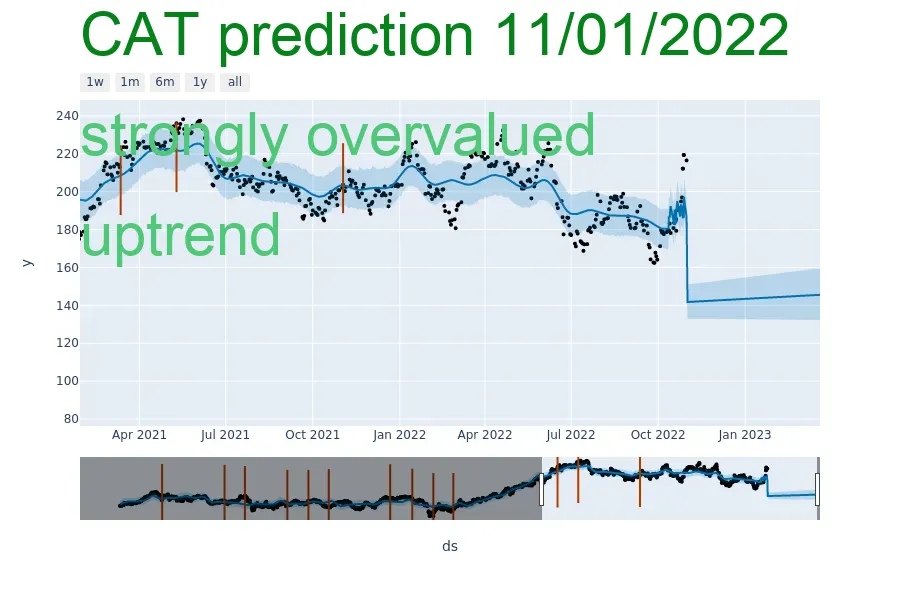 CAT prediction 11/01/2022
1w 1m 6m 1y all
240
strongly overvalued
220
200
uptrend
180
y
160
140
120
100
80
Apr 2021 Jul 2021 Oct 2021 Jan 2022 Apr 2022 Jul 2022 Oct 2022 Jan 2023
ds